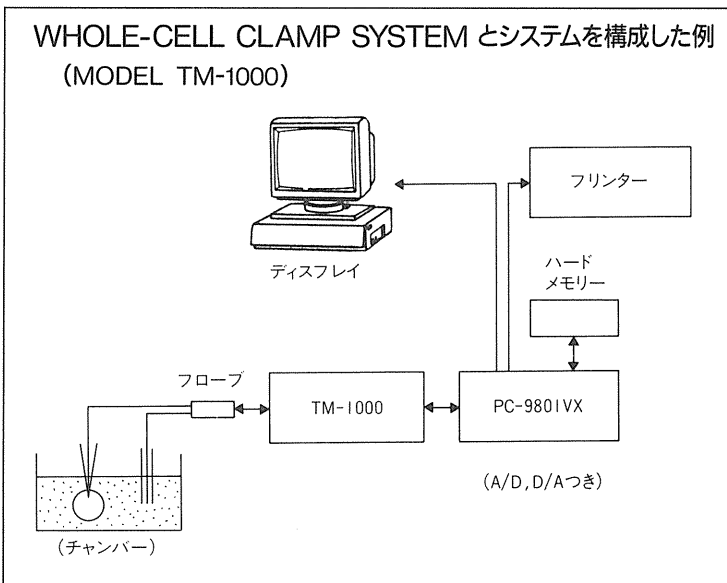 WHOLE-CELL CLAMP SYSTEM とシステムを構成した例
(MODEL TM-1000)
フリンター
ディスフレイ
ハード
メモリー
フローブ
TM-1000
PC-9801VX
(A/D,D/Aつき)
(チャンバー)